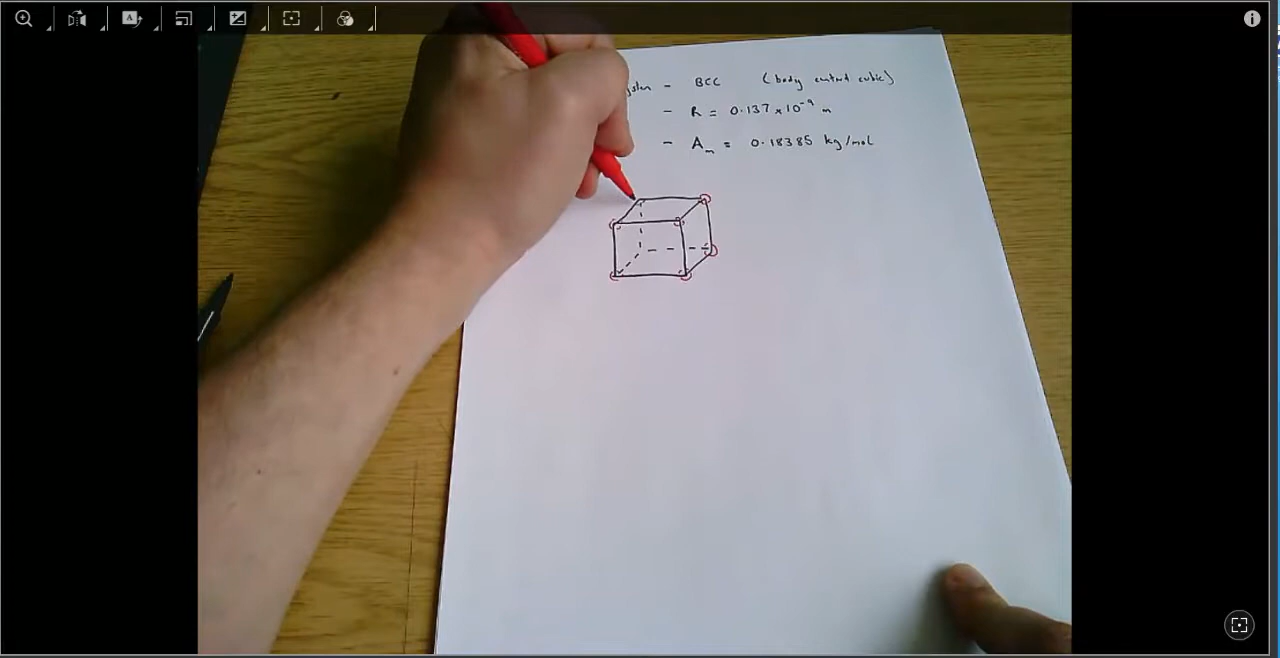 - BCC (body centred cubic)
- R = 0.137 x 10⁻⁹ m
- Aₘ = 0.18385 kg/mol